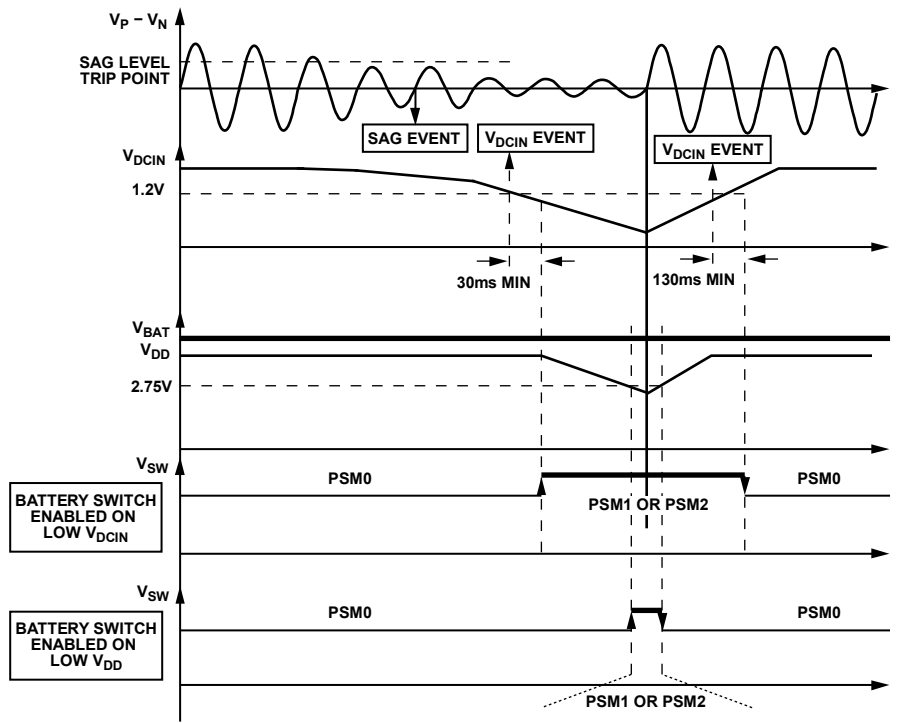 VP − VN
SAG LEVEL
TRIP POINT
SAG EVENT
VDCIN EVENT
VDCIN EVENT
VDCIN
1.2V
30ms MIN
130ms MIN
VBAT
VDD
2.75V
VSW
PSM0
PSM0
BATTERY SWITCH
ENABLED ON
LOW VDCIN
PSM1 OR PSM2
VSW
PSM0
PSM0
BATTERY SWITCH
ENABLED ON
LOW VDD
PSM1 OR PSM2